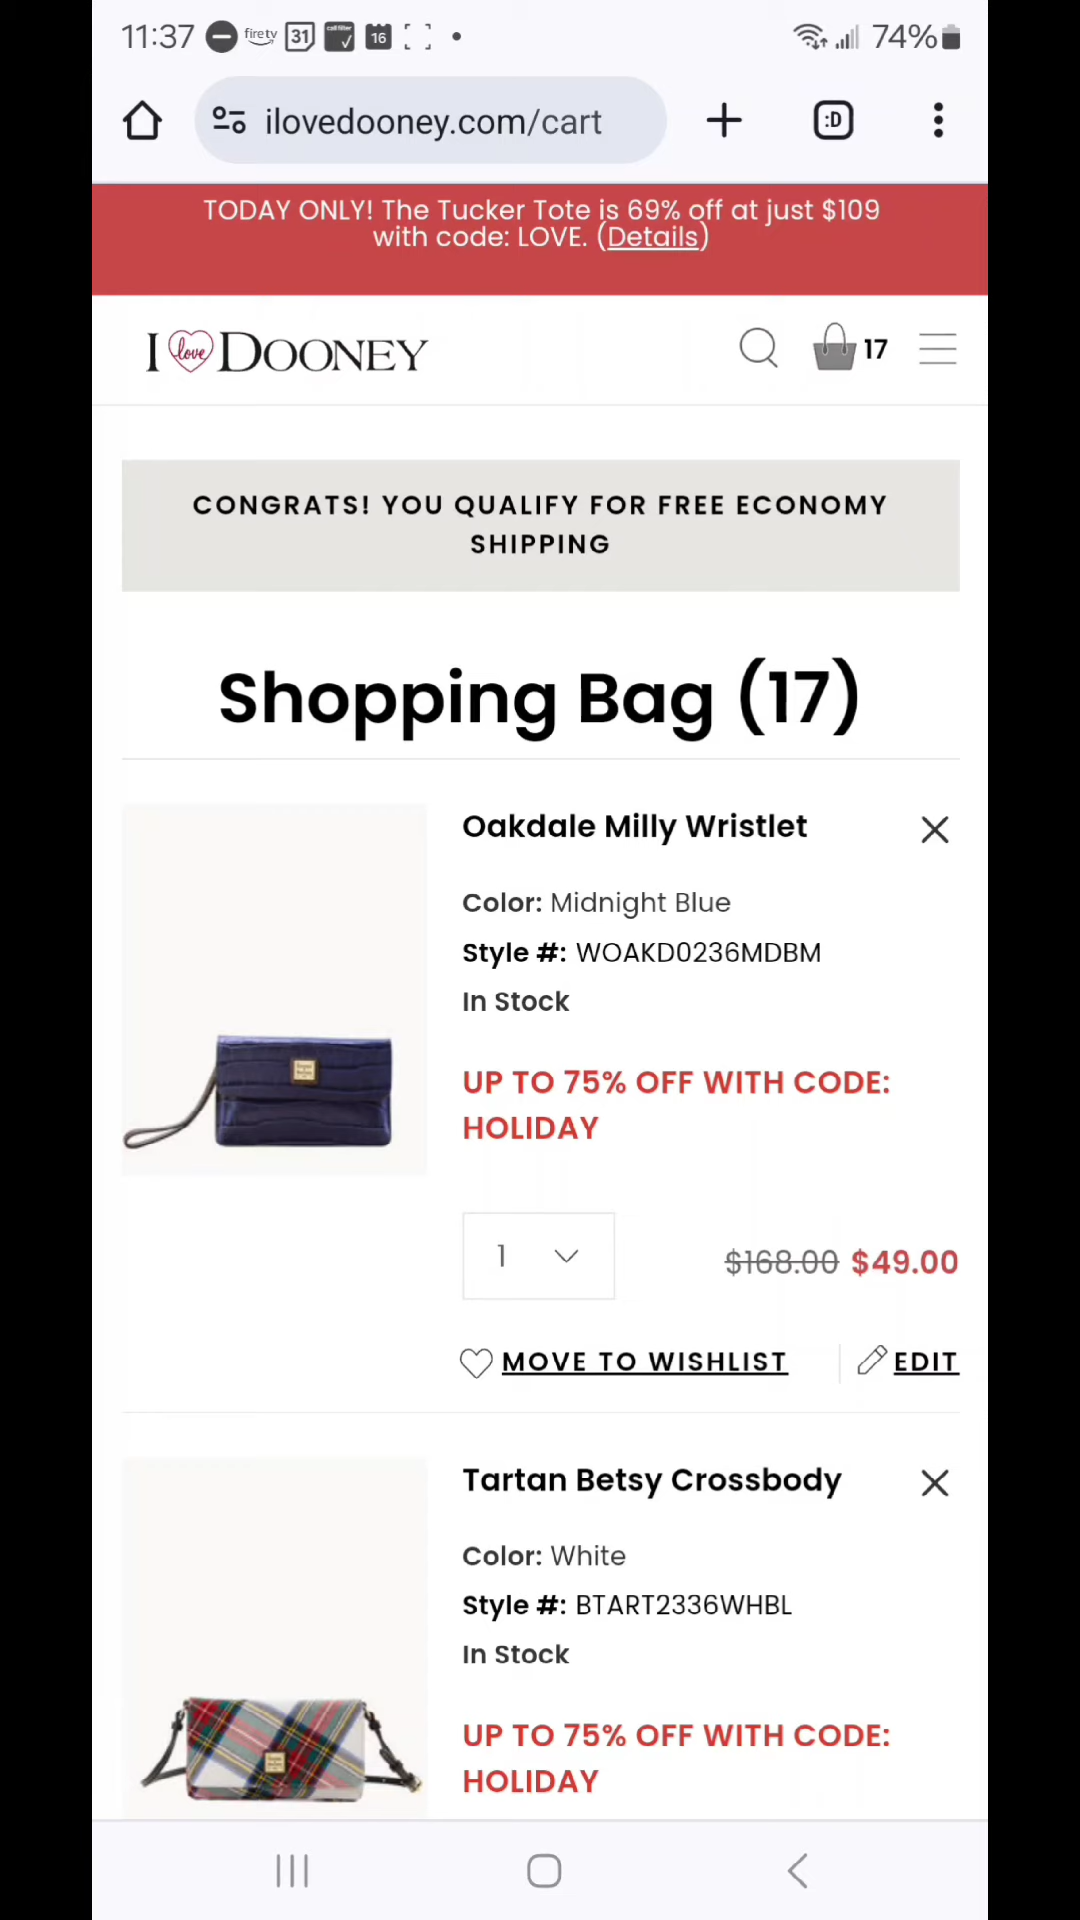 11:37 firetv 31 16 74%
ilovedooney.com/cart :D
TODAY ONLY! The Tucker Tote is 69% off at just $109
with code: LOVE. (Details)
I love DOONEY 17
CONGRATS! YOU QUALIFY FOR FREE ECONOMY
SHIPPING
Shopping Bag (17)
Oakdale Milly Wristlet
Color: Midnight Blue
Style #: WOAKD0236MDBM
In Stock
UP TO 75% OFF WITH CODE:
HOLIDAY
1 $168.00 $49.00
MOVE TO WISHLIST EDIT
Tartan Betsy Crossbody
Color: White
Style #: BTART2336WHBL
In Stock
UP TO 75% OFF WITH CODE:
HOLIDAY